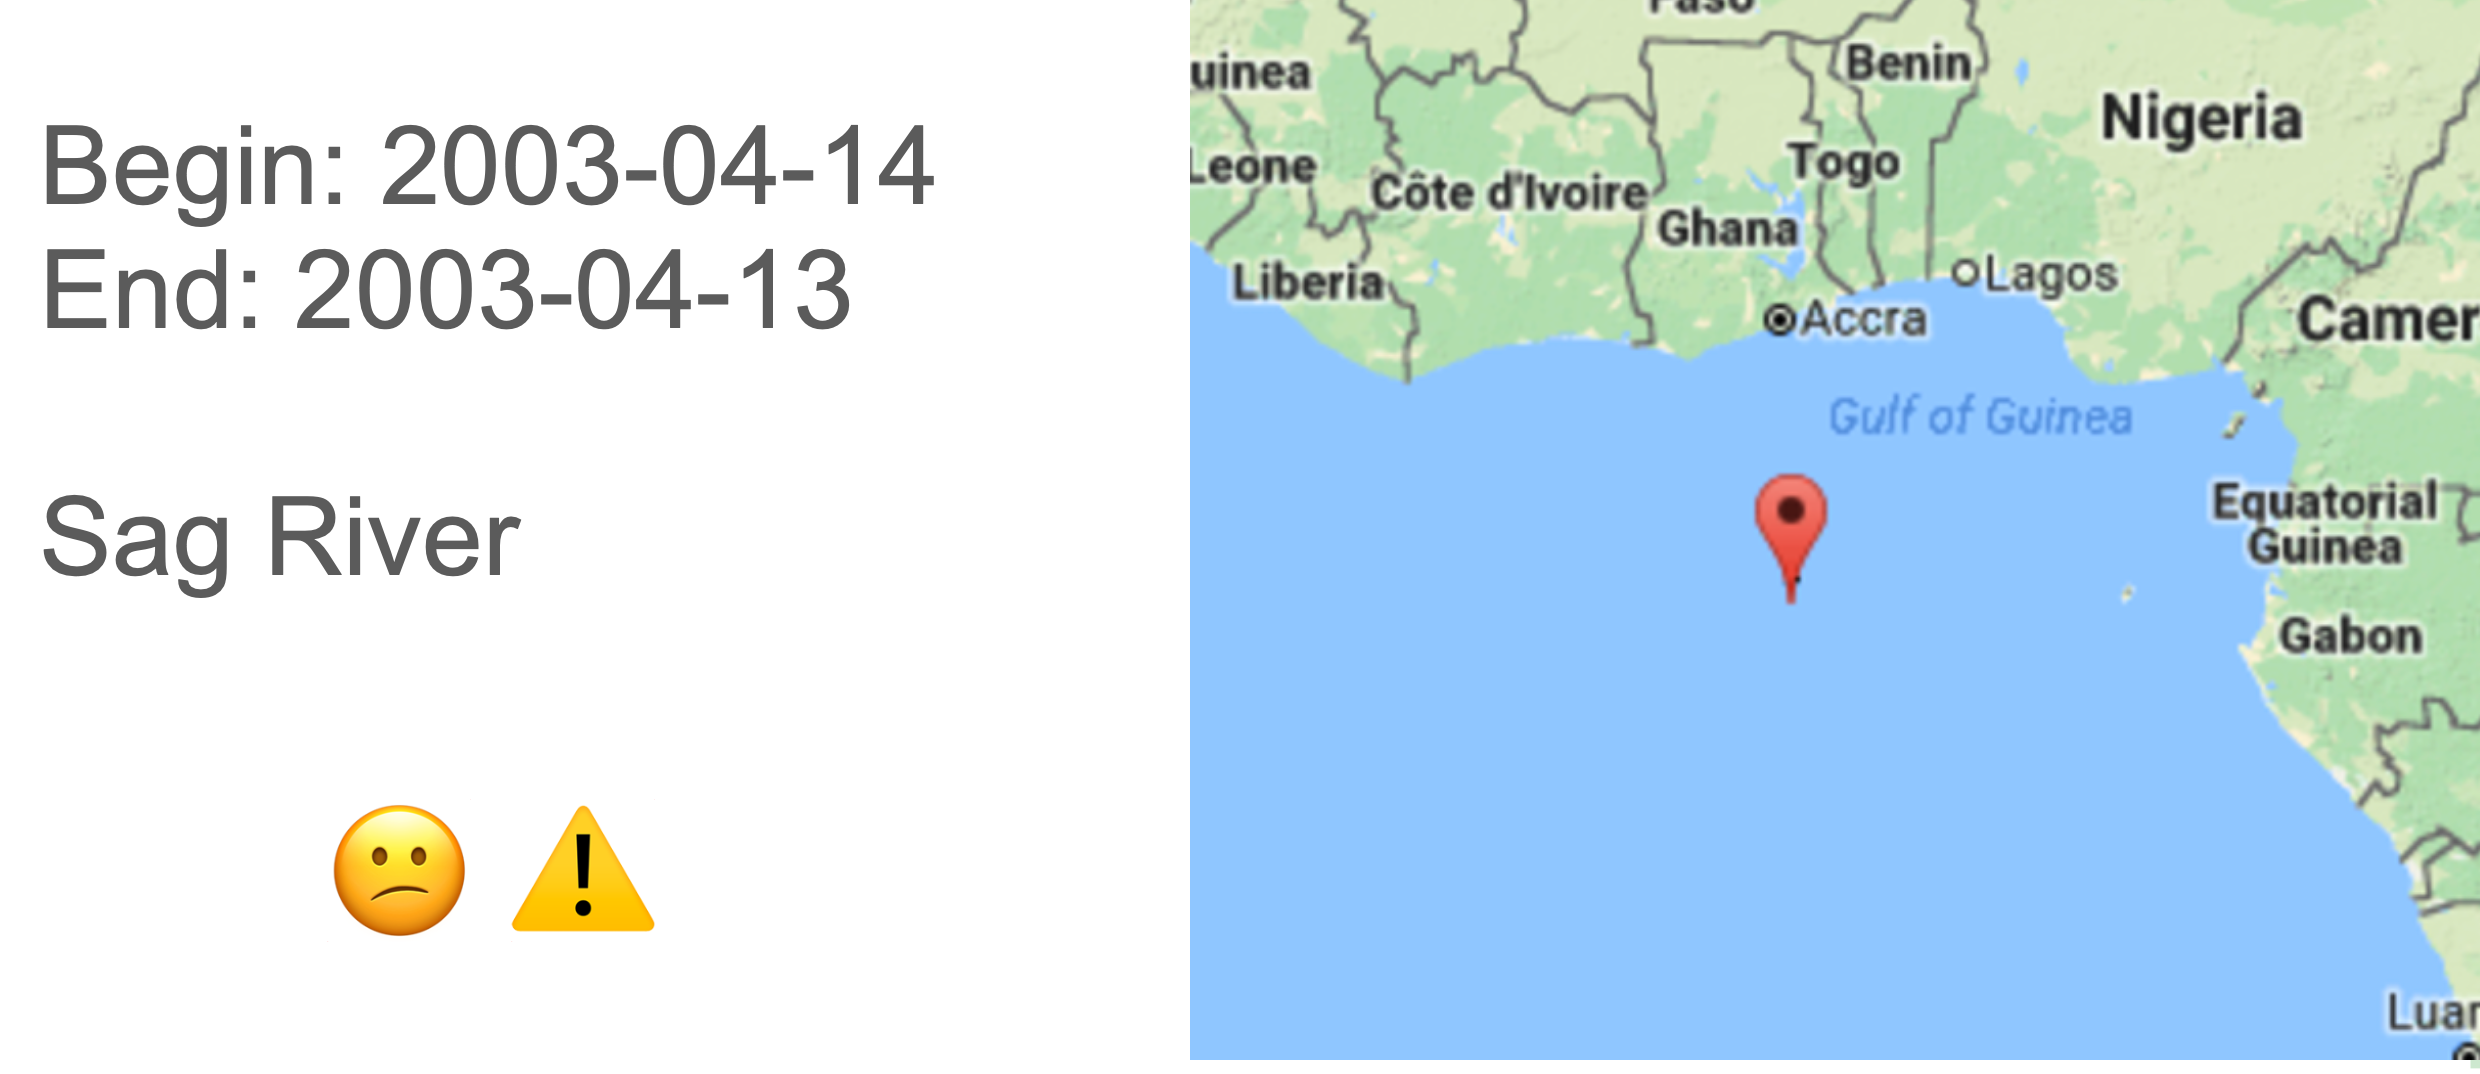 Begin: 2003-04-14
End: 2003-04-13
Sag River
Faso
Benin
uinea
Nigeria
Leone
Togo
Côte d'Ivoire
Ghana
Liberia
Lagos
Accra
Camer
Gulf of Guinea
Equatorial
Guinea
Gabon
Luan